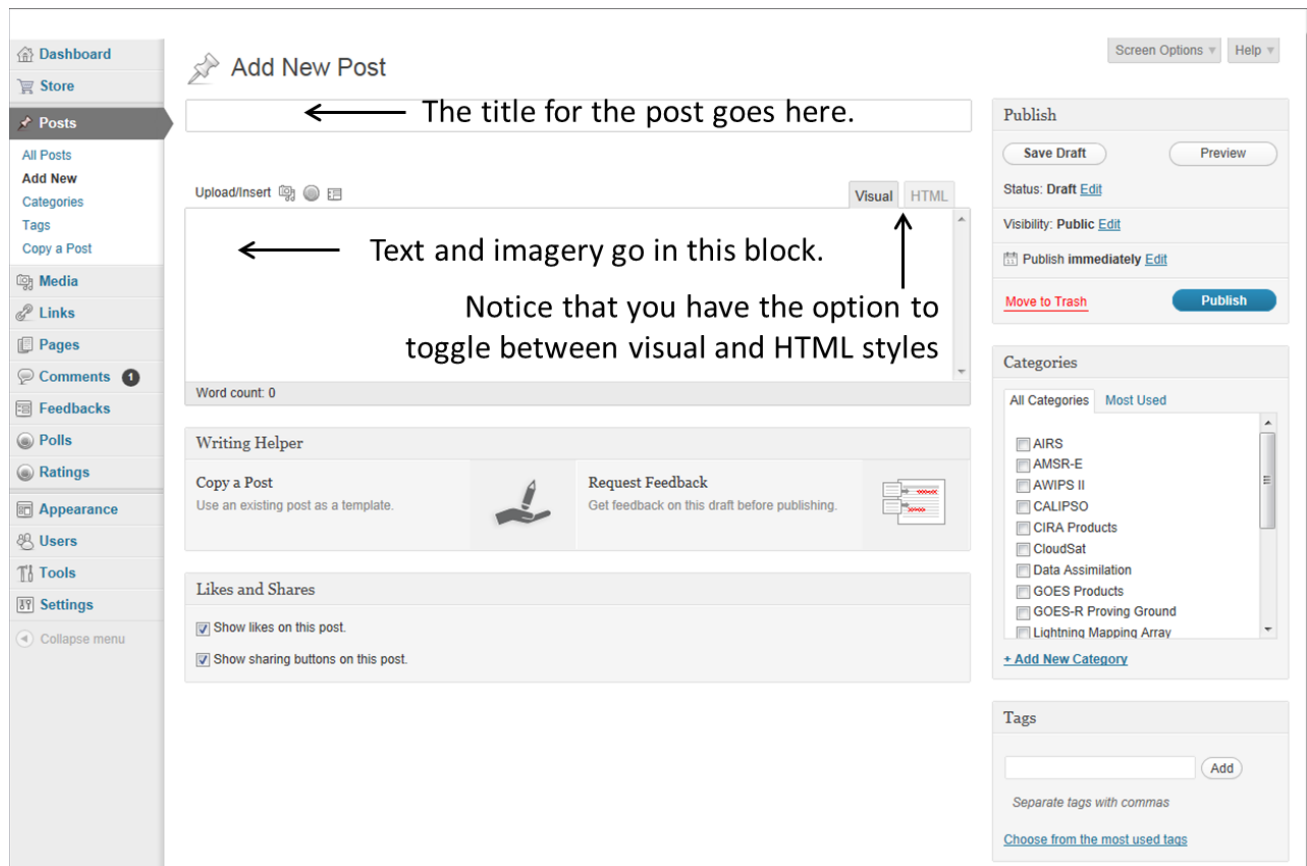 Dashboard
Store
Posts
All Posts
Add New
Categories
Tags
Copy a Post
Media
Links
Pages
Comments 1
Feedbacks
Polls
Ratings
Appearance
Users
Tools
Settings
Collapse menu
Screen Options Help
Add New Post
The title for the post goes here.
Upload/Insert
Visual HTML
Text and imagery go in this block.
Notice that you have the option to
toggle between visual and HTML styles
Word count: 0
Writing Helper
Copy a Post
Use an existing post as a template.
Request Feedback
Get feedback on this draft before publishing.
Likes and Shares
Show likes on this post.
Show sharing buttons on this post.
Publish
Save Draft Preview
Status: Draft Edit
Visibility: Public Edit
Publish immediately Edit
Move to Trash Publish
Categories
All Categories Most Used
AIRS
AMSR-E
AWIPS II
CALIPSO
CIRA Products
CloudSat
Data Assimilation
GOES Products
GOES-R Proving Ground
Lightning Mapping Array
+ Add New Category
Tags
Add
Separate tags with commas
Choose from the most used tags